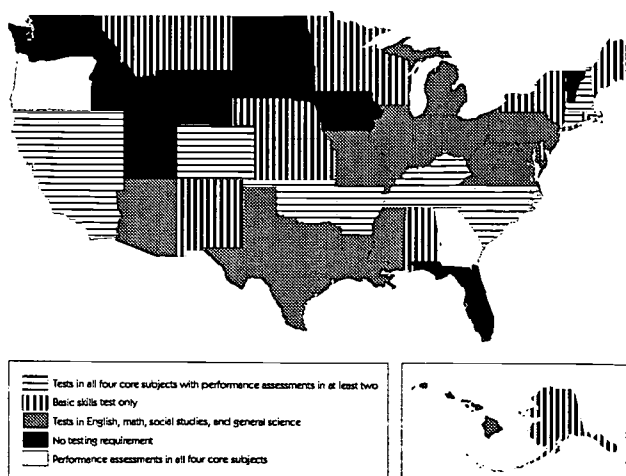 Tests in all four core subjects with performance assessments in at least two
Basic skills test only
Tests in English, math, social studies, and general science
No testing requirement
Performance assessments in all four core subjects